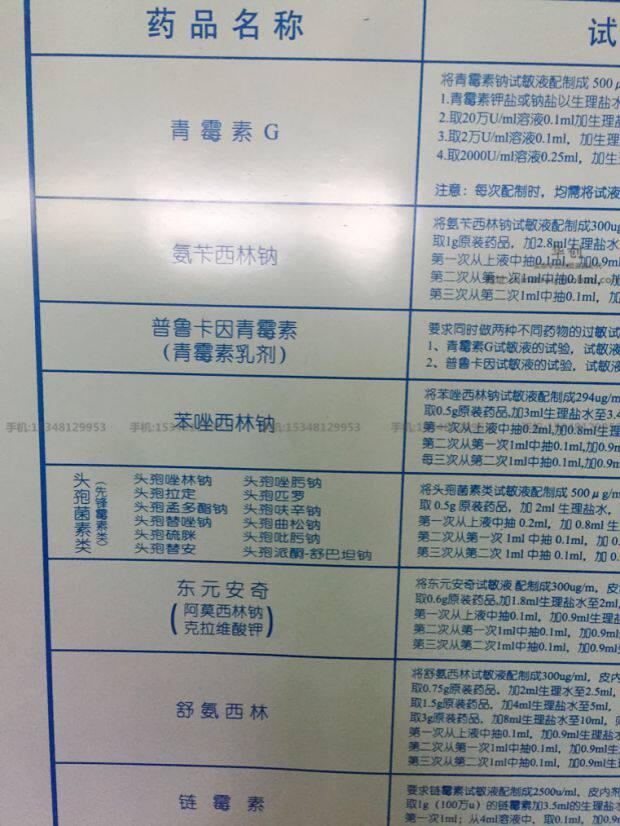 药品名称
试
青霉素G
将青霉素钠试敏液配制成 500μ
1.青霉素钾盐或钠盐以生理盐水
2.取20万U/ml溶液0.1ml加生理盐
3.取2万U/ml溶液0.1ml，加生理
4.取2000U/ml溶液0.25ml，加生
注意：每次配制时，均需将试液
氨苄西林钠
将氨苄西林钠试敏液配制成300ug
取1g原装药品，加2.8ml生理盐水
第一次从上液中抽0.1ml，加0.9ml
第二次从第一次1ml中抽0.1ml，加
第三次从第二次1ml中抽0.1ml，加
华创
普鲁卡因青霉素
（青霉素乳剂）
要求同时做两种不同药物的过敏试
1、青霉素G试敏液的试验，试敏液
2、普鲁卡因试敏液的试验，试敏液
苯唑西林钠
将苯唑西林钠试敏液配制成294ug/m
取0.5g原装药品,加3ml生理盐水至3.4
第一次从上液中抽0.2ml,加0.8ml生理
第二次从第一次1ml中抽0.1ml,加0.9m
每三次从第二次1ml中抽0.1ml,加0.9m
手机:15348129953 手机:15348129953 手机:15348129953 手机:15348129953
头孢菌素类
（先锋霉素类）
头孢唑林钠 头孢唑肟钠
头孢拉定 头孢匹罗
头孢孟多酯钠 头孢呋辛钠
头孢替唑钠 头孢曲松钠
头孢硫脒 头孢吡肟钠
头孢替安 头孢派酮-舒巴坦钠
将头孢菌素类试敏液配制成 500μg/m
取 0.5g 原装药品，加 2ml 生理盐水，
第一次从上液中抽 0.2ml，加 0.8ml 生
第二次从第一次 1ml 中抽 0.1ml，加 0.
第三次从第二次 1ml 中抽 0.1ml，加 0.
东元安奇
（阿莫西林钠
克拉维酸钾）
将东元安奇试敏液 配制成300ug/m，皮
取0.6g原装药品,加1.8ml生理盐水至2ml,
第一次从上液中抽0.1ml，加0.9ml生理盐
第二次从第一次1ml中抽0.1ml，加0.9ml
第三次从第二次1ml中抽0.1ml，加0.9ml
舒氨西林
将舒氨西林试敏液配制成300ug/ml，皮内
取0.75g原装药品，加2ml生理水至2.5ml，
取1.5g原装药品，加4ml生理水至5ml，
取3g原装药品，加8ml生理盐水至10ml，
第一次从上液中抽0.1ml，加0.9ml生理盐水
第二次从第一次1ml中抽0.1ml，加0.9ml生
第三次从第二次1ml中抽0.1ml，加0.9ml生
链霉素
要求链霉素试敏液配制成2500u/ml，皮内剂
取1g（100万u）的链霉素加3.5ml的生理盐水
第一次1ml；从4ml溶液中，取0.1ml，加0.9m